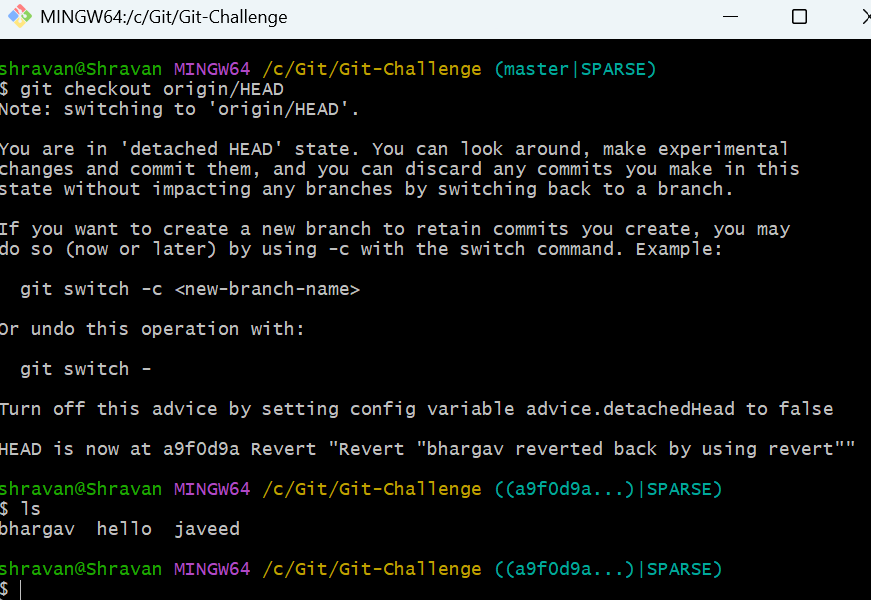 MINGW64:/c/Git/Git-Challenge
shravan@Shravan MINGW64 /c/Git/Git-Challenge (master|SPARSE)
$ git checkout origin/HEAD
Note: switching to 'origin/HEAD'.
You are in 'detached HEAD' state. You can look around, make experimental
changes and commit them, and you can discard any commits you make in this
state without impacting any branches by switching back to a branch.
If you want to create a new branch to retain commits you create, you may
do so (now or later) by using -c with the switch command. Example:
git switch -c <new-branch-name>
Or undo this operation with:
git switch -
Turn off this advice by setting config variable advice.detachedHead to false
HEAD is now at a9f0d9a Revert "Revert "bhargav reverted back by using revert""
shravan@Shravan MINGW64 /c/Git/Git-Challenge ((a9f0d9a...)|SPARSE)
$ ls
bhargav  hello  javeed
shravan@Shravan MINGW64 /c/Git/Git-Challenge ((a9f0d9a...)|SPARSE)
$